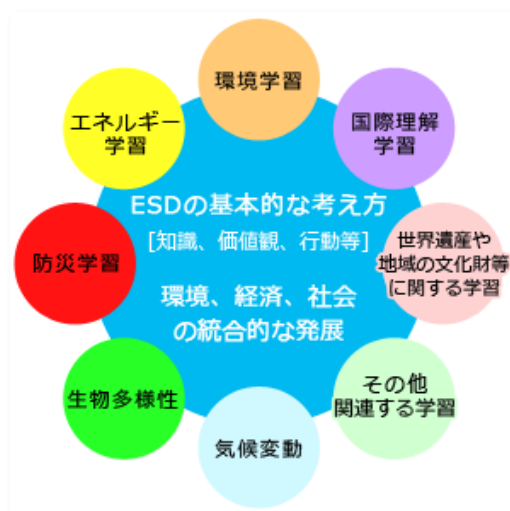 環境学習
エネルギー
学習
国際理解
学習
ESDの基本的な考え方
[知識、価値観、行動等]
環境、経済、社会
の統合的な発展
防災学習
世界遺産や
地域の文化財等
に関する学習
生物多様性
その他
関連する学習
気候変動